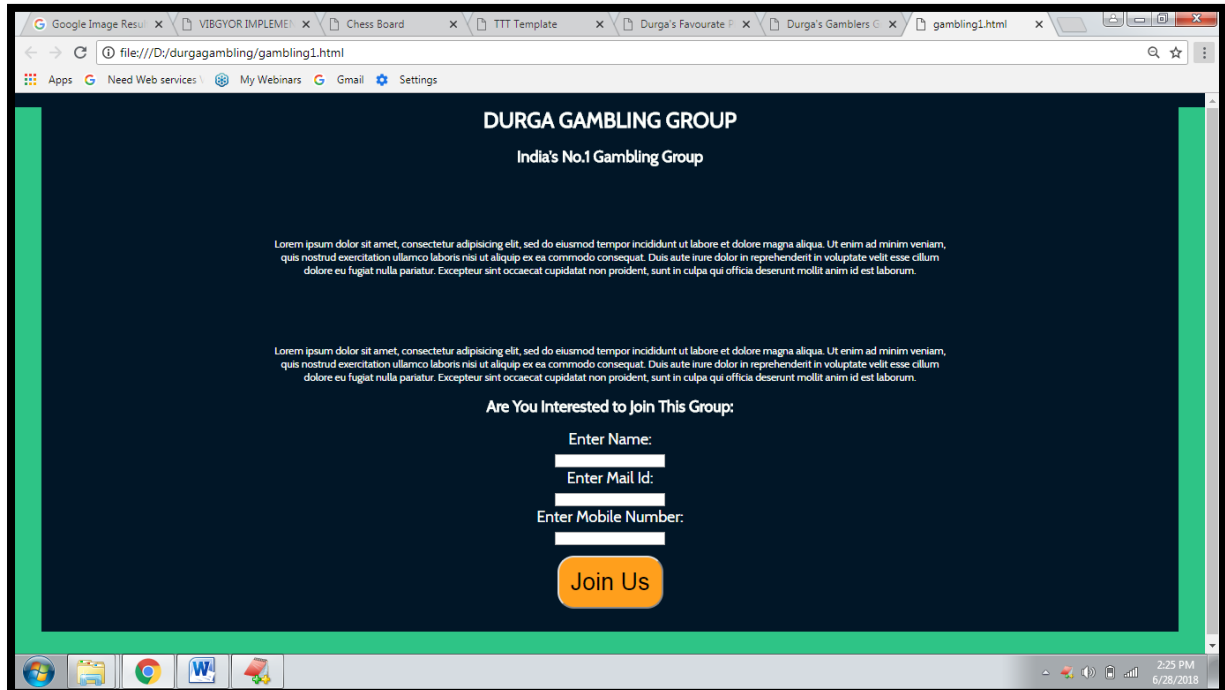 Google Image Resul
VIBGYOR IMPLEMEN
Chess Board
TTT Template
Durga's Favourate P
Durga's Gamblers G
gambling1.html
file:///D:/durgagambling/gambling1.html
Apps
Need Web services
My Webinars
Gmail
Settings
DURGA GAMBLING GROUP
India's No.1 Gambling Group
Lorem ipsum dolor sit amet, consectetur adipisicing elit, sed do eiusmod tempor incididunt ut labore et dolore magna aliqua. Ut enim ad minim veniam,
quis nostrud exercitation ullamco laboris nisi ut aliquip ex ea commodo consequat. Duis aute irure dolor in reprehenderit in voluptate velit esse cillum
dolore eu fugiat nulla pariatur. Excepteur sint occaecat cupidatat non proident, sunt in culpa qui officia deserunt mollit anim id est laborum.
Lorem ipsum dolor sit amet, consectetur adipisicing elit, sed do eiusmod tempor incididunt ut labore et dolore magna aliqua. Ut enim ad minim veniam,
quis nostrud exercitation ullamco laboris nisi ut aliquip ex ea commodo consequat. Duis aute irure dolor in reprehenderit in voluptate velit esse cillum
dolore eu fugiat nulla pariatur. Excepteur sint occaecat cupidatat non proident, sunt in culpa qui officia deserunt mollit anim id est laborum.
Are You Interested to Join This Group:
Enter Name:
Enter Mail Id:
Enter Mobile Number:
Join Us
2:25 PM
6/28/2018